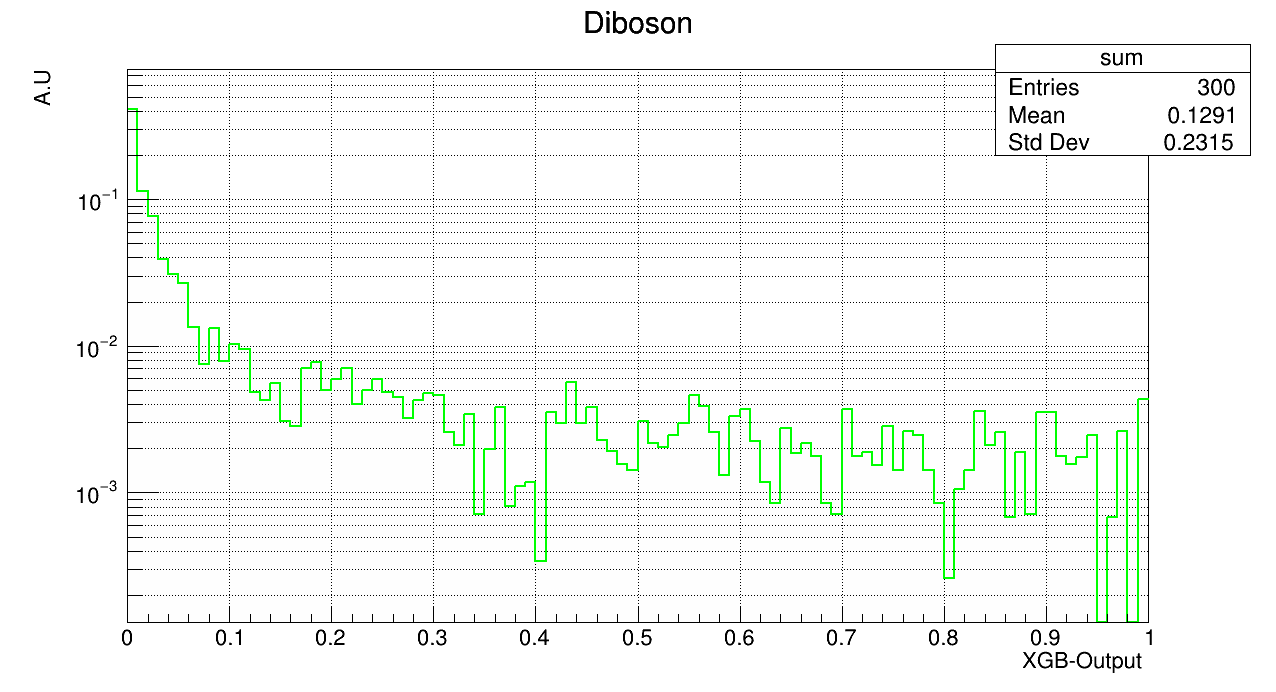 Diboson
sum
Entries 300
Mean 0.1291
Std Dev 0.2315
A.U
10⁻¹
10⁻²
10⁻³
0 0.1 0.2 0.3 0.4 0.5 0.6 0.7 0.8 0.9 1
XGB-Output